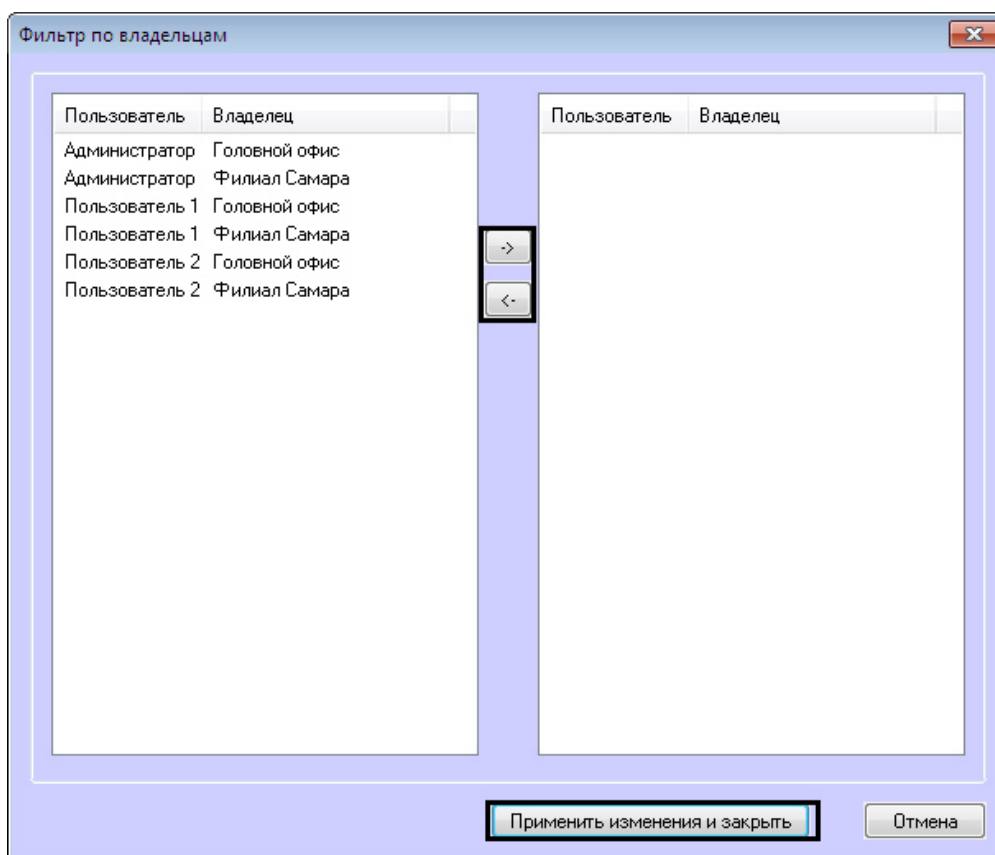 Фильтр по владельцам
Пользователь Владелец
Администратор Головной офис
Администратор Филиал Самара
Пользователь 1 Головной офис
Пользователь 1 Филиал Самара
Пользователь 2 Головной офис
Пользователь 2 Филиал Самара
->
<-
Пользователь Владелец
Применить изменения и закрыть
Отмена